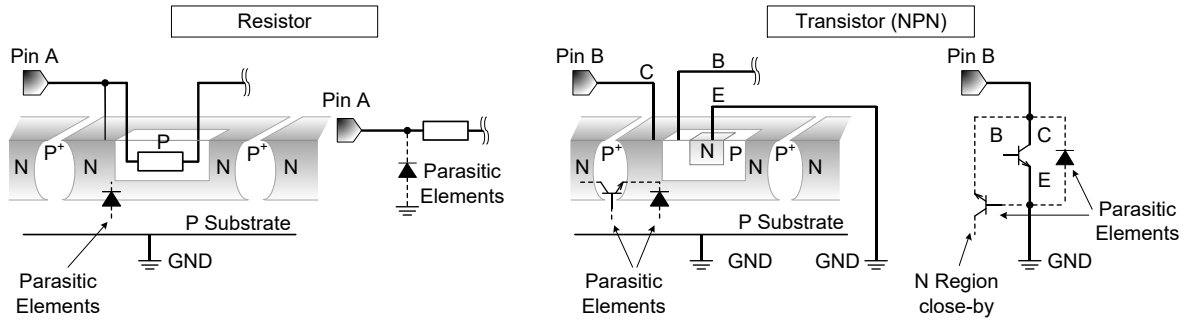 Resistor
Pin A
N
P+
N
P
N
P+
N
P Substrate
GND
Parasitic
Elements
Pin A
Parasitic
Elements
Transistor (NPN)
Pin B
C
B
E
N
P+
N
N
P
N
P+
N
P Substrate
GND
GND
Parasitic
Elements
Pin B
B
C
E
Parasitic
Elements
GND
N Region
close-by